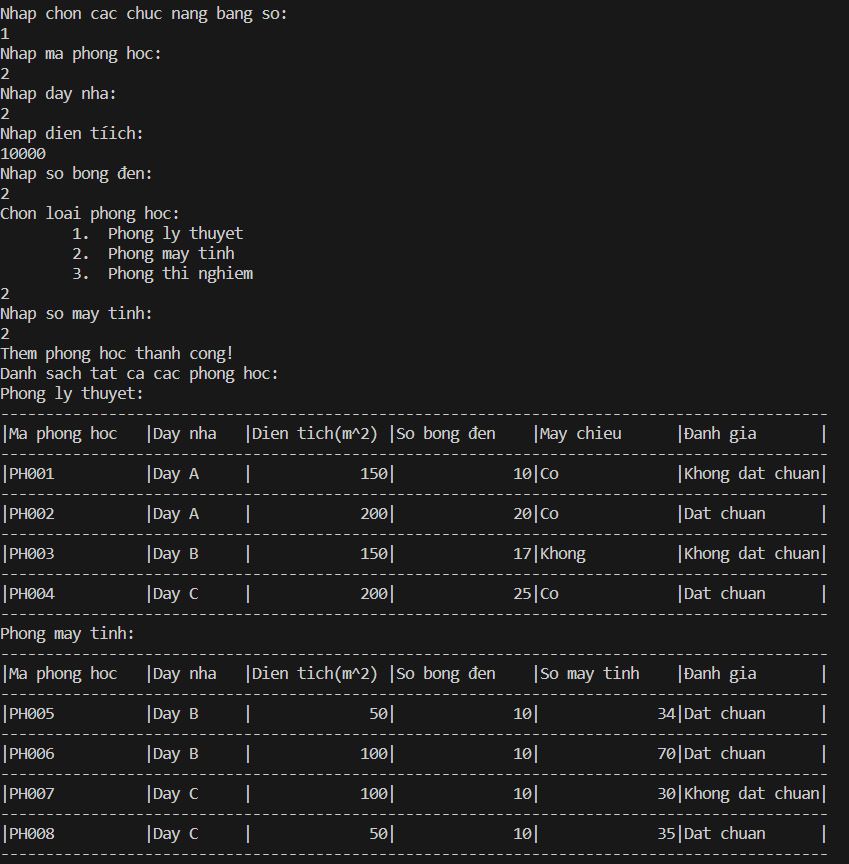 Nhap chon cac chuc nang bang so:
1
Nhap ma phong hoc:
2
Nhap day nha:
2
Nhap dien tíich:
10000
Nhap so bong đen:
2
Chon loai phong hoc:
1. Phong ly thuyet
2. Phong may tinh
3. Phong thi nghiem
2
Nhap so may tinh:
2
Them phong hoc thanh cong!
Danh sach tat ca cac phong hoc:
Phong ly thuyet:
--------------------------------------------------------------------------------------------
|Ma phong hoc |Day nha |Dien tich(m^2) |So bong đen |May chieu |Đanh gia |
--------------------------------------------------------------------------------------------
|PH001 |Day A | 150| 10|Co |Khong dat chuan|
--------------------------------------------------------------------------------------------
|PH002 |Day A | 200| 20|Co |Dat chuan |
--------------------------------------------------------------------------------------------
|PH003 |Day B | 150| 17|Khong |Khong dat chuan|
--------------------------------------------------------------------------------------------
|PH004 |Day C | 200| 25|Co |Dat chuan |
--------------------------------------------------------------------------------------------
Phong may tinh:
--------------------------------------------------------------------------------------------
|Ma phong hoc |Day nha |Dien tich(m^2) |So bong đen |So may tinh |Đanh gia |
--------------------------------------------------------------------------------------------
|PH005 |Day B | 50| 10| 34|Dat chuan |
--------------------------------------------------------------------------------------------
|PH006 |Day B | 100| 10| 70|Dat chuan |
--------------------------------------------------------------------------------------------
|PH007 |Day C | 100| 10| 30|Khong dat chuan|
--------------------------------------------------------------------------------------------
|PH008 |Day C | 50| 10| 35|Dat chuan |
--------------------------------------------------------------------------------------------